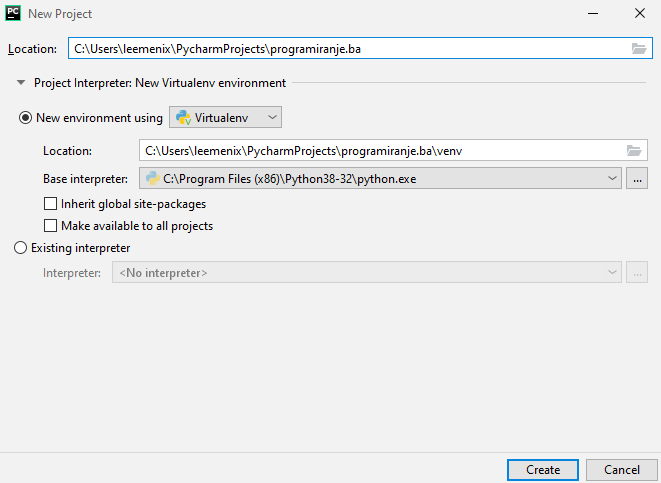 PC New Project
Location: C:\Users\leemenix\PycharmProjects\programiranje.ba
Project Interpreter: New Virtualenv environment
New environment using Virtualenv
Location: C:\Users\leemenix\PycharmProjects\programiranje.ba\venv
Base interpreter: C:\Program Files (x86)\Python38-32\python.exe ...
Inherit global site-packages
Make available to all projects
Existing interpreter
Interpreter: <No interpreter> ...
Create Cancel